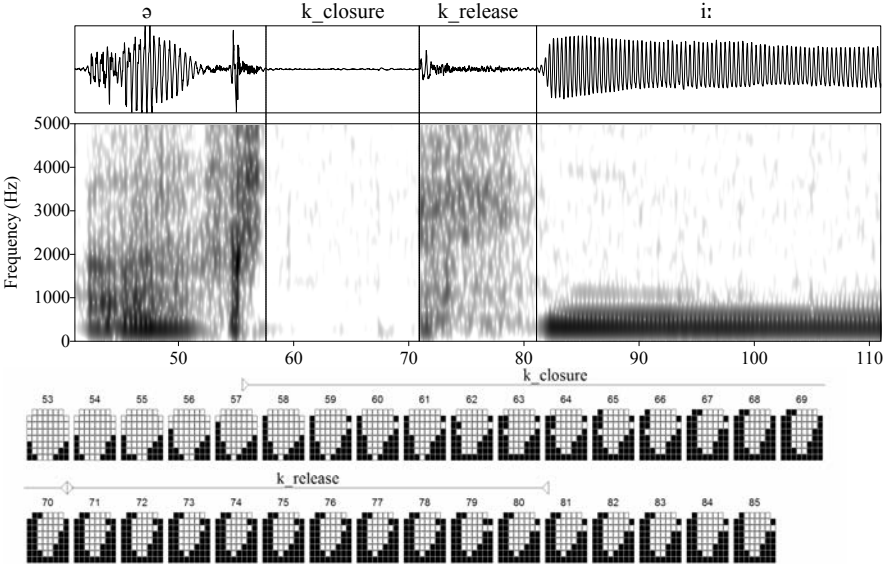 ə k_closure k_release iː
5000
4000
3000
2000
1000
0
Frequency (Hz)
50 60 70 80 90 100 110
k_closure
53 54 55 56 57 58 59 60 61 62 63 64 65 66 67 68 69
k_release
70 71 72 73 74 75 76 77 78 79 80 81 82 83 84 85